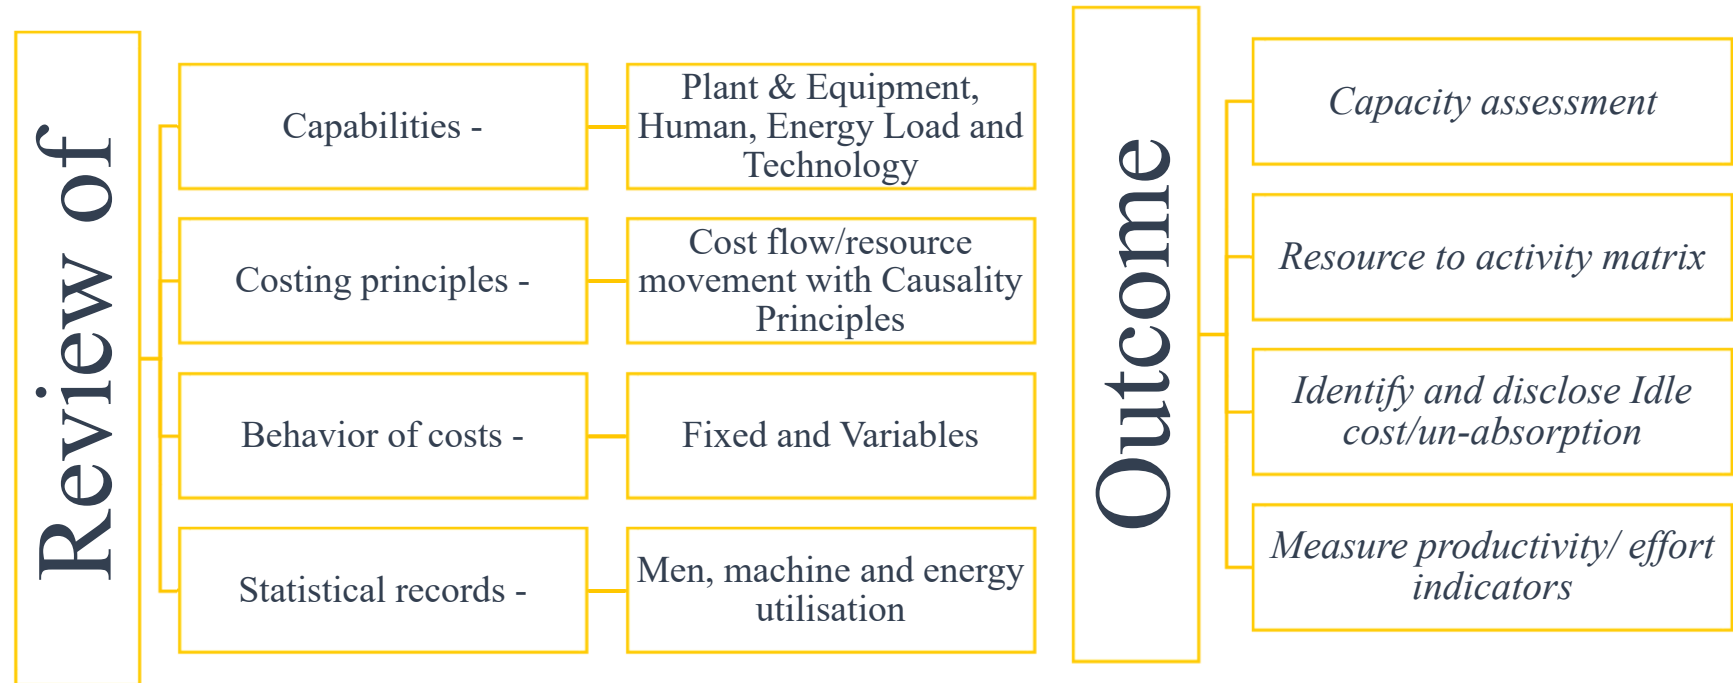 Review of
Capabilities -
Plant & Equipment,
Human, Energy Load and
Technology
Costing principles -
Cost flow/resource
movement with Causality
Principles
Behavior of costs -
Fixed and Variables
Statistical records -
Men, machine and energy
utilisation
Outcome
Capacity assessment
Resource to activity matrix
Identify and disclose Idle
cost/un-absorption
Measure productivity/ effort
indicators